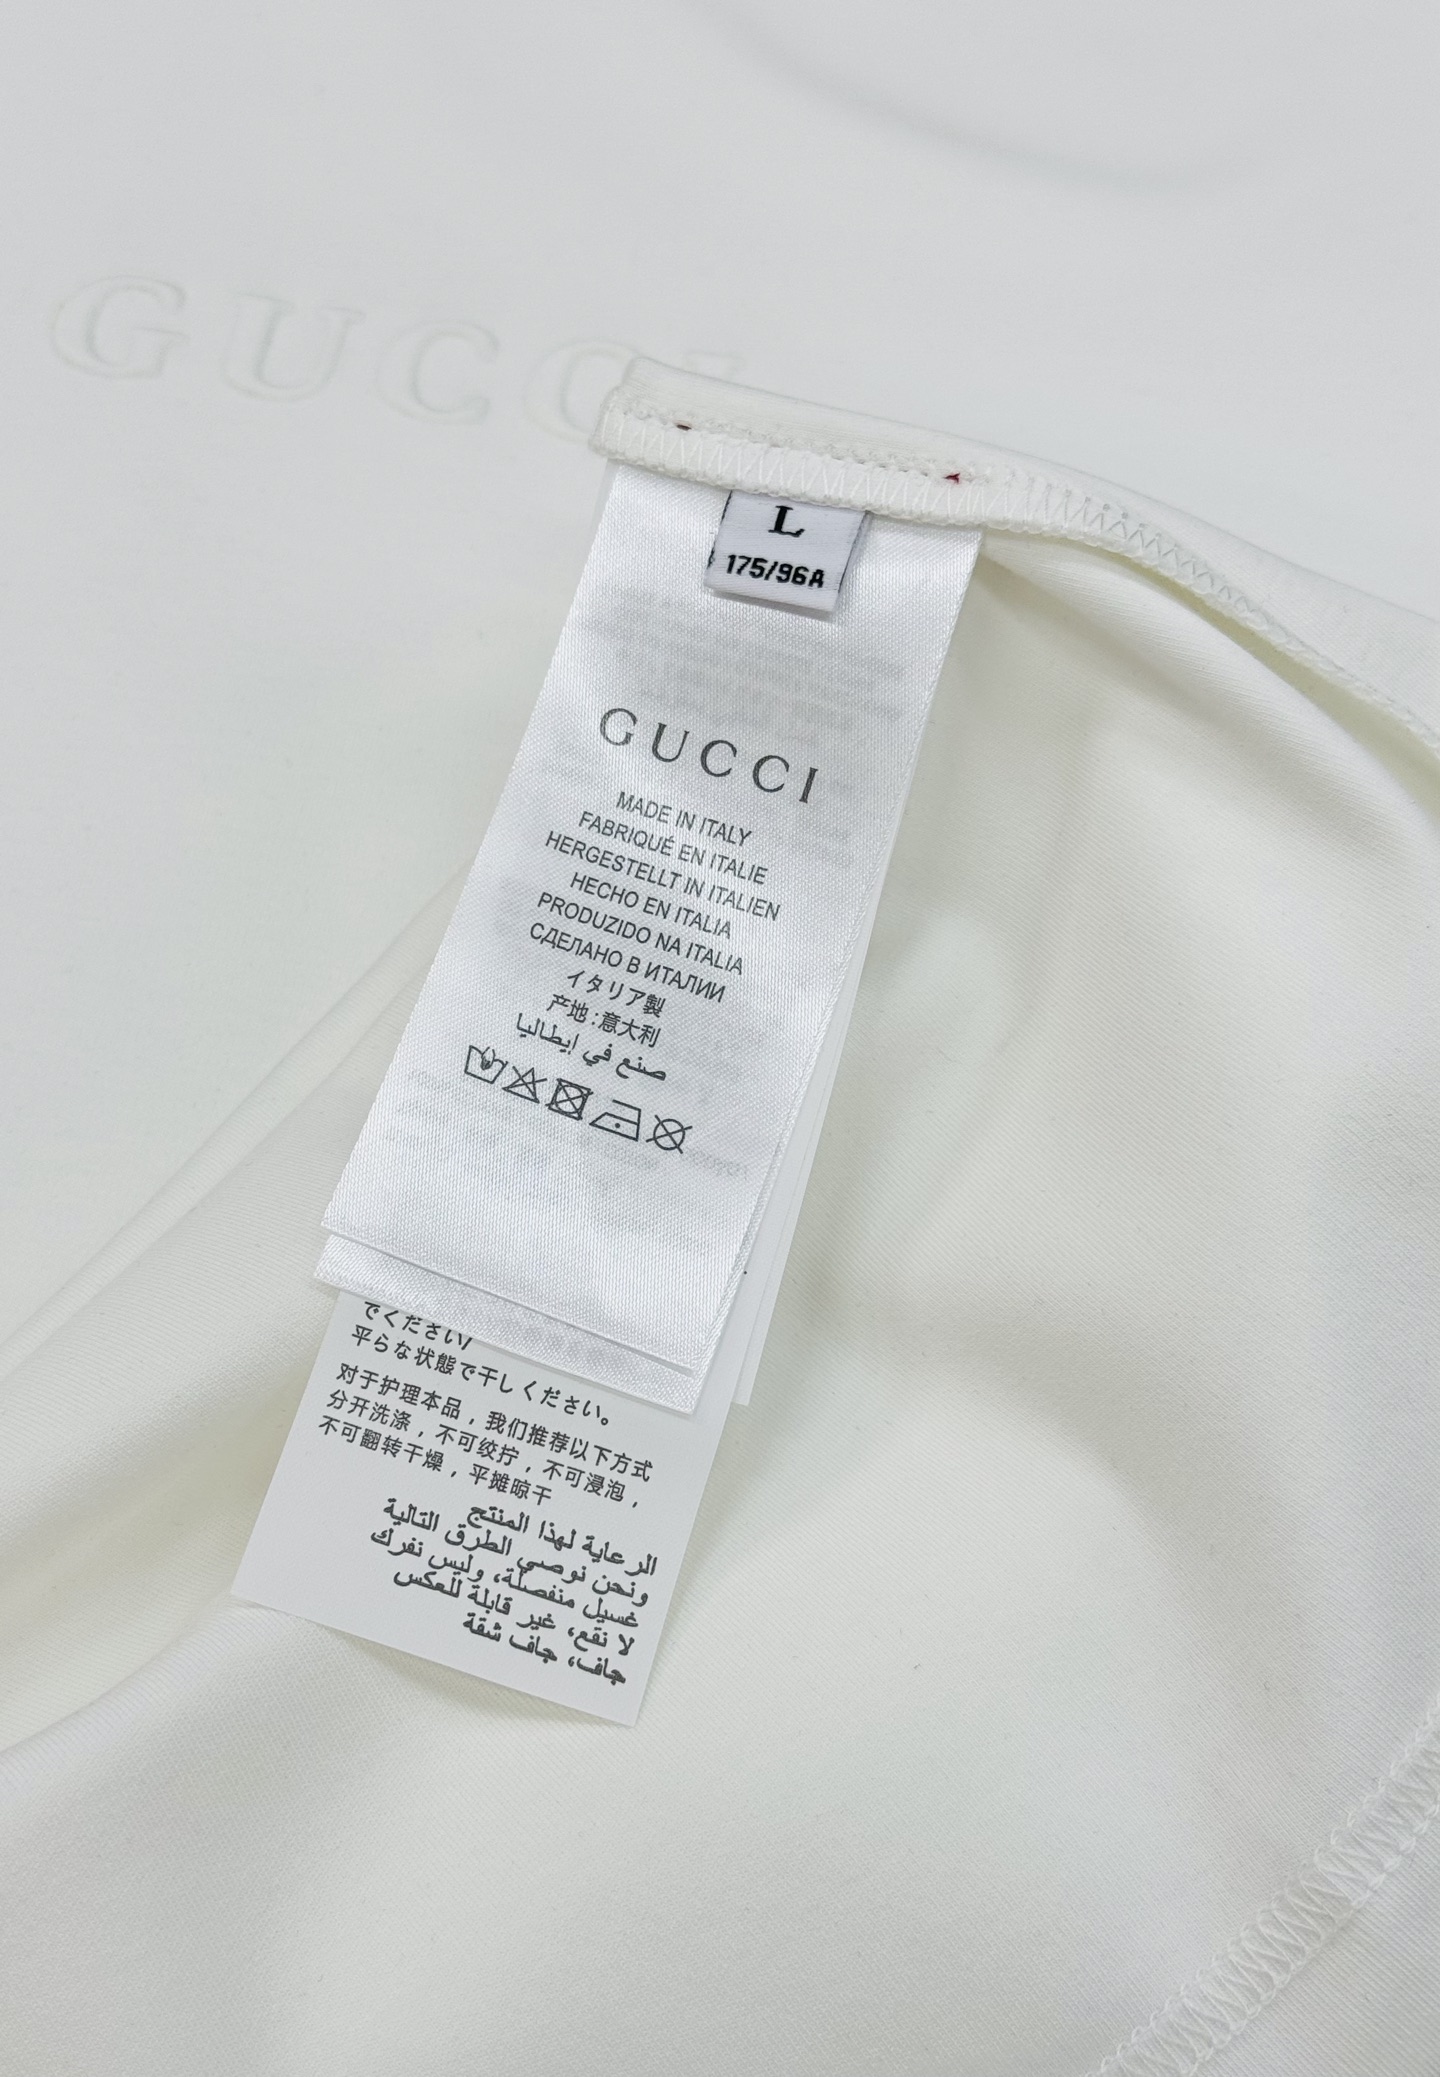 GUCCI
L
175/96A
GUCCI
MADE IN ITALY
FABRIQUÉ EN ITALIE
HERGESTELLT IN ITALIEN
HECHO EN ITALIA
PRODUZIDO NA ITALIA
СДЕЛАНО В ИТАЛИИ
イタリア製
产地:意大利
صنع في إيطاليا
でください/
平らな状態で干しください。
对于护理本品,我们推荐以下方式
分开洗涤,不可绞拧,不可浸泡,
不可翻转干燥,平摊晾干
الرعاية لهذا المنتج
ونحن نوصي الطرق التالية
غسيل منفصلة، وليس نفرك
لا نقع، غير قابلة للعكس
جاف، جاف شقة